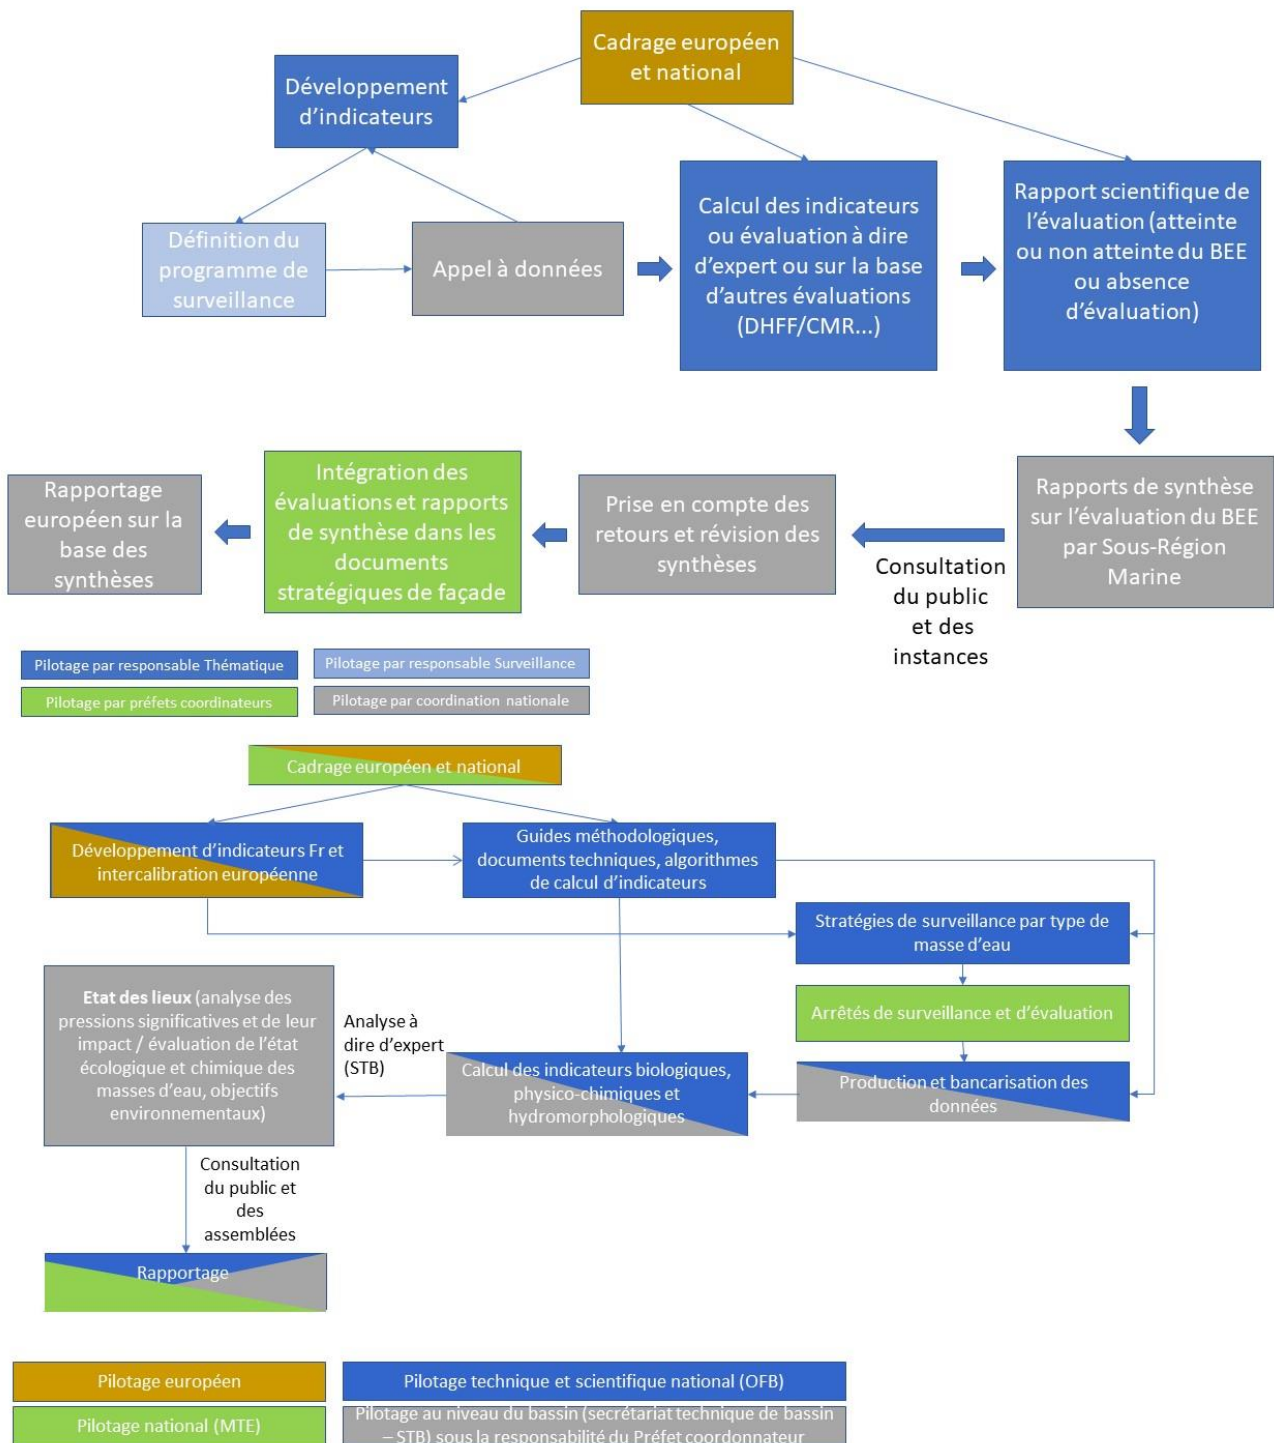 Cadrage européen
et national
Développement
d'indicateurs
Définition du
programme de
surveillance
Appel à données
Calcul des indicateurs
ou évaluation à dire
d'expert ou sur la base
d'autres évaluations
(DHFF/CMR...)
Rapport scientifique de
l'évaluation (atteinte
ou non atteinte du BEE
ou absence
d'évaluation)
Rapportage
européen sur la
base des
synthèses
Intégration des
évaluations et rapports
de synthèse dans les
documents
stratégiques de façade
Prise en compte des
retours et révision des
synthèses
Consultation
du public
et des
instances
Rapports de synthèse
sur l'évaluation du BEE
par Sous-Région
Marine
Pilotage par responsable Thématique
Pilotage par responsable Surveillance
Pilotage par préfets coordinateurs
Pilotage par coordination nationale
Cadrage européen et national
Développement d'indicateurs Fr et
intercalibration européenne
Guides méthodologiques,
documents techniques, algorithmes
de calcul d'indicateurs
Stratégies de surveillance par type de
masse d'eau
Arrêtés de surveillance et d'évaluation
Production et bancarisation des
données
Calcul des indicateurs biologiques,
physico-chimiques et
hydromorphologiques
Analyse à
dire d'expert
(STB)
Etat des lieux (analyse des
pressions significatives et de leur
impact / évaluation de l'état
écologique et chimique des
masses d'eau, objectifs
environnementaux)
Consultation
du public et
des
assemblées
Rapportage
Pilotage européen
Pilotage technique et scientifique national (OFB)
Pilotage national (MTE)
Pilotage au niveau du bassin (secrétariat technique de bassin
– STB) sous la responsabilité du Préfet coordonnateur